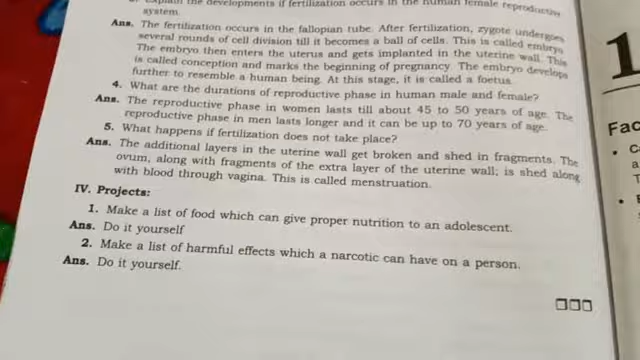 Explain the developments if fertilization occurs in the human female reproductive
system.
Ans. The fertilization occurs in the fallopian tube. After fertilization, zygote undergoes
several rounds of cell division till it becomes a ball of cells. This is called embryo
The embryo then enters the uterus and gets implanted in the uterine wall. This
is called conception and marks the beginning of pregnancy. The embryo develops
further to resemble a human being. At this stage, it is called a foetus.
4. What are the durations of reproductive phase in human male and female?
Ans. The reproductive phase in women lasts till about 45 to 50 years of age. The
reproductive phase in men lasts longer and it can be up to 70 years of age.
5. What happens if fertilization does not take place?
Ans. The additional layers in the uterine wall get broken and shed in fragments. The
ovum, along with fragments of the extra layer of the uterine wall; is shed along
with blood through vagina. This is called menstruation.
IV. Projects:
1. Make a list of food which can give proper nutrition to an adolescent.
Ans. Do it yourself
2. Make a list of harmful effects which a narcotic can have on a person.
Ans. Do it yourself.
1
Fac